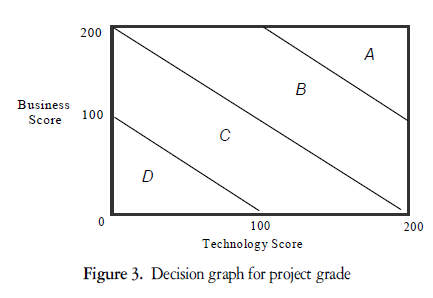 200
A
B
Business
Score
100
C
D
0
100
200
Technology Score
Figure 3. Decision graph for project grade